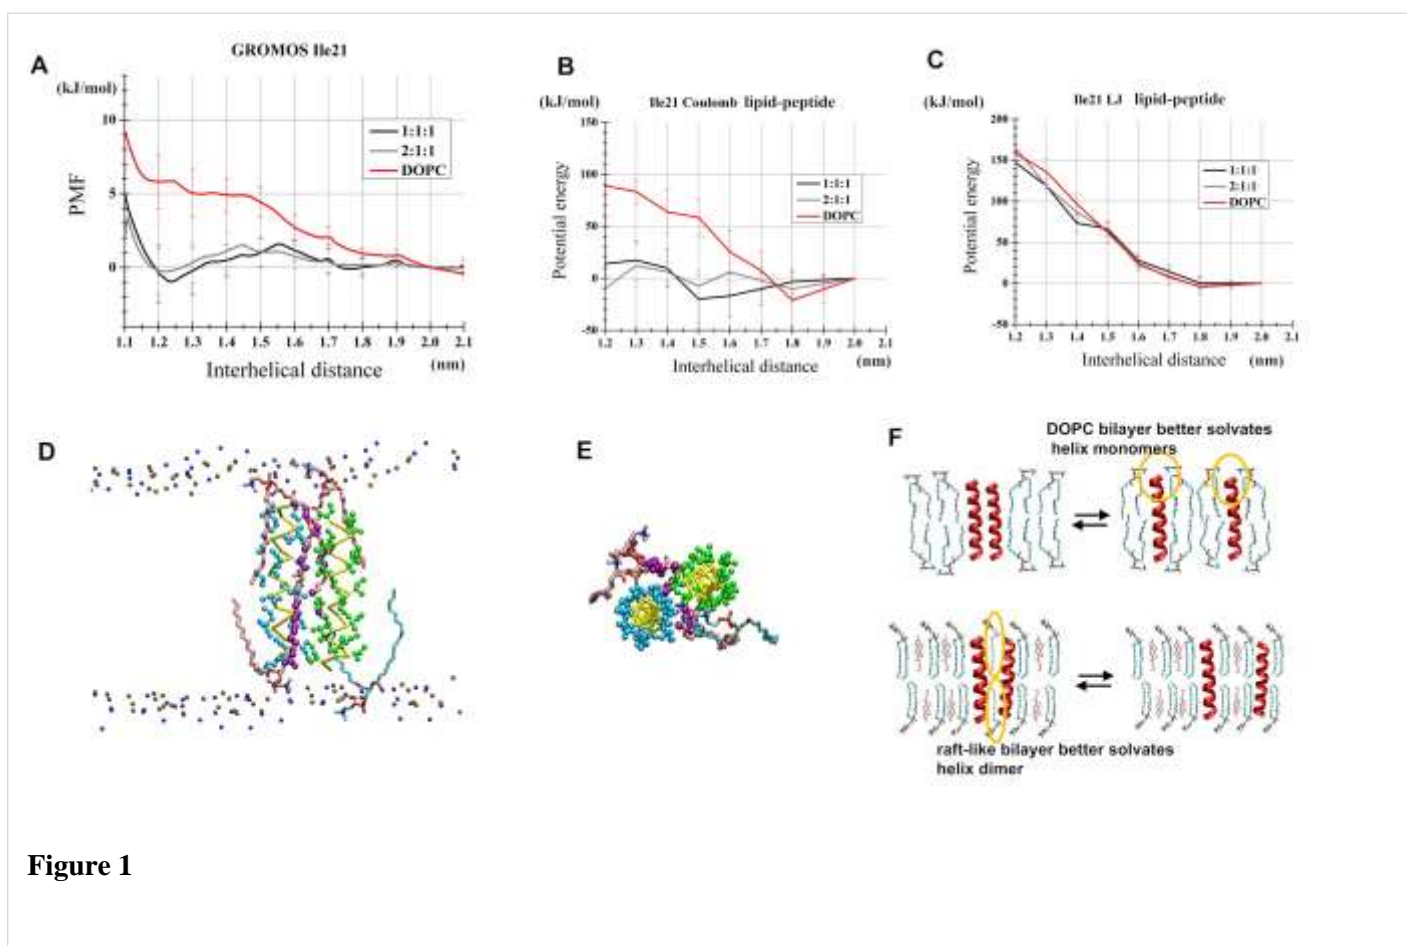 A
GROMOS Ile21
(kJ/mol)
10
5
0
PMF
1:1:1
2:1:1
DOPC
1.1 1.2 1.3 1.4 1.5 1.6 1.7 1.8 1.9 2.0 2.1
Interhelical distance (nm)
B
(kJ/mol)
Ile21 Coulomb lipid-peptide
150
100
50
0
-50
Potential energy
1:1:1
2:1:1
DOPC
1.2 1.3 1.4 1.5 1.6 1.7 1.8 1.9 2.0 2.1
Interhelical distance (nm)
C
(kJ/mol)
Ile21 LJ lipid-peptide
200
150
100
50
0
-50
Potential energy
1:1:1
2:1:1
DOPC
1.2 1.3 1.4 1.5 1.6 1.7 1.8 1.9 2.0 2.1
Interhelical distance (nm)
D
E
F
DOPC bilayer better solvates
helix monomers
raft-like bilayer better solvates
helix dimer
Figure 1